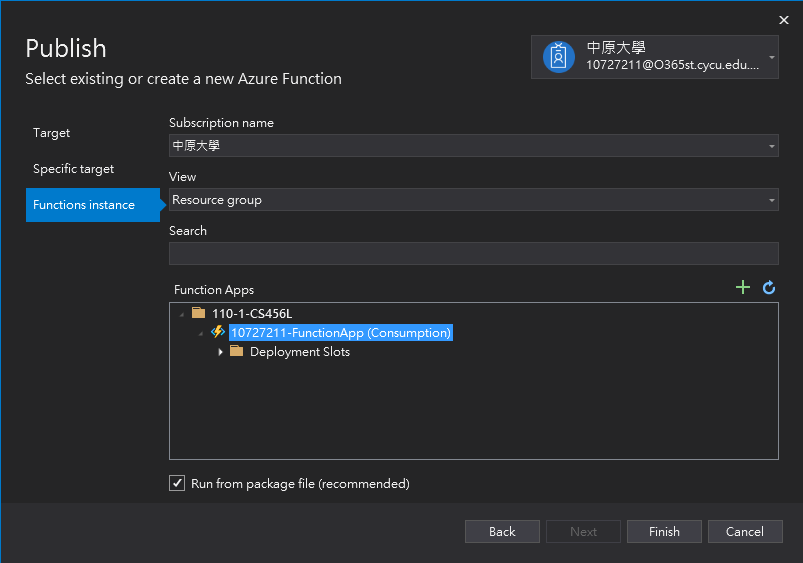 Publish
Select existing or create a new Azure Function
中原大學
10727211@O365st.cycu.edu....
Target
Specific target
Functions instance
Subscription name
中原大學
View
Resource group
Search
Function Apps
110-1-CS456L
10727211-FunctionApp (Consumption)
Deployment Slots
Run from package file (recommended)
Back
Next
Finish
Cancel